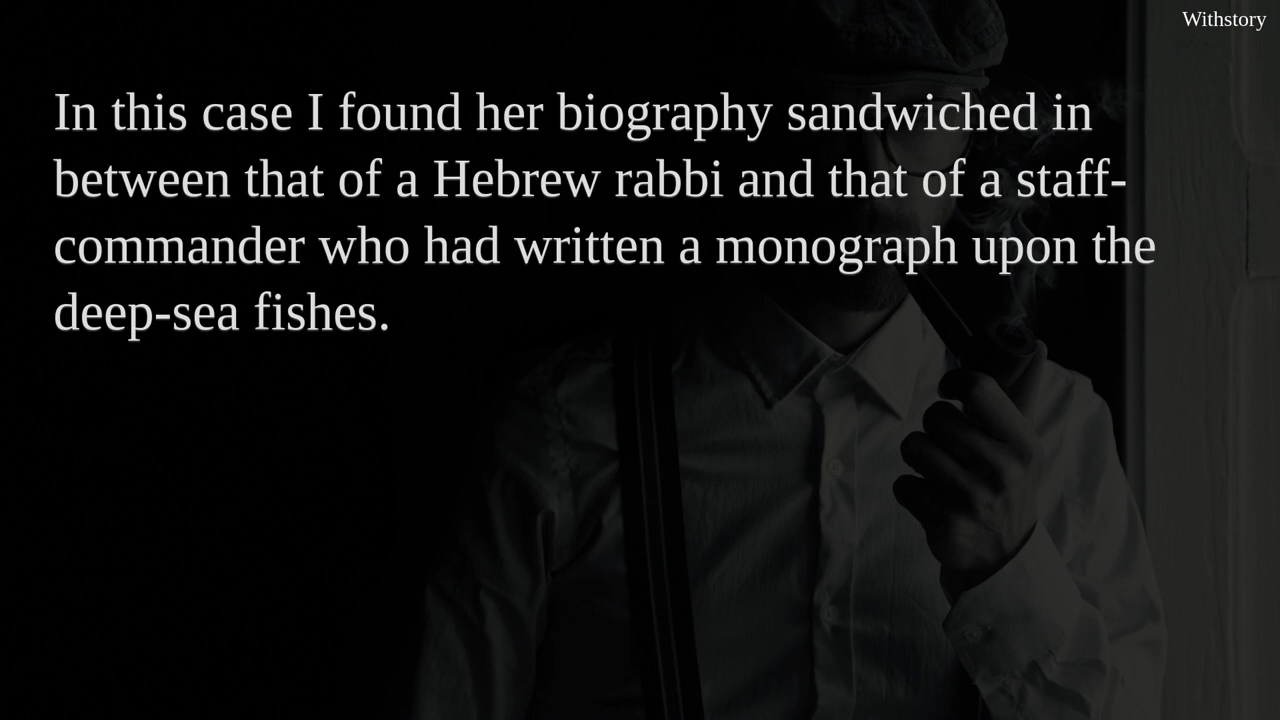 Withstory
In this case I found her biography sandwiched in
between that of a Hebrew rabbi and that of a staff-
commander who had written a monograph upon the
deep-sea fishes.